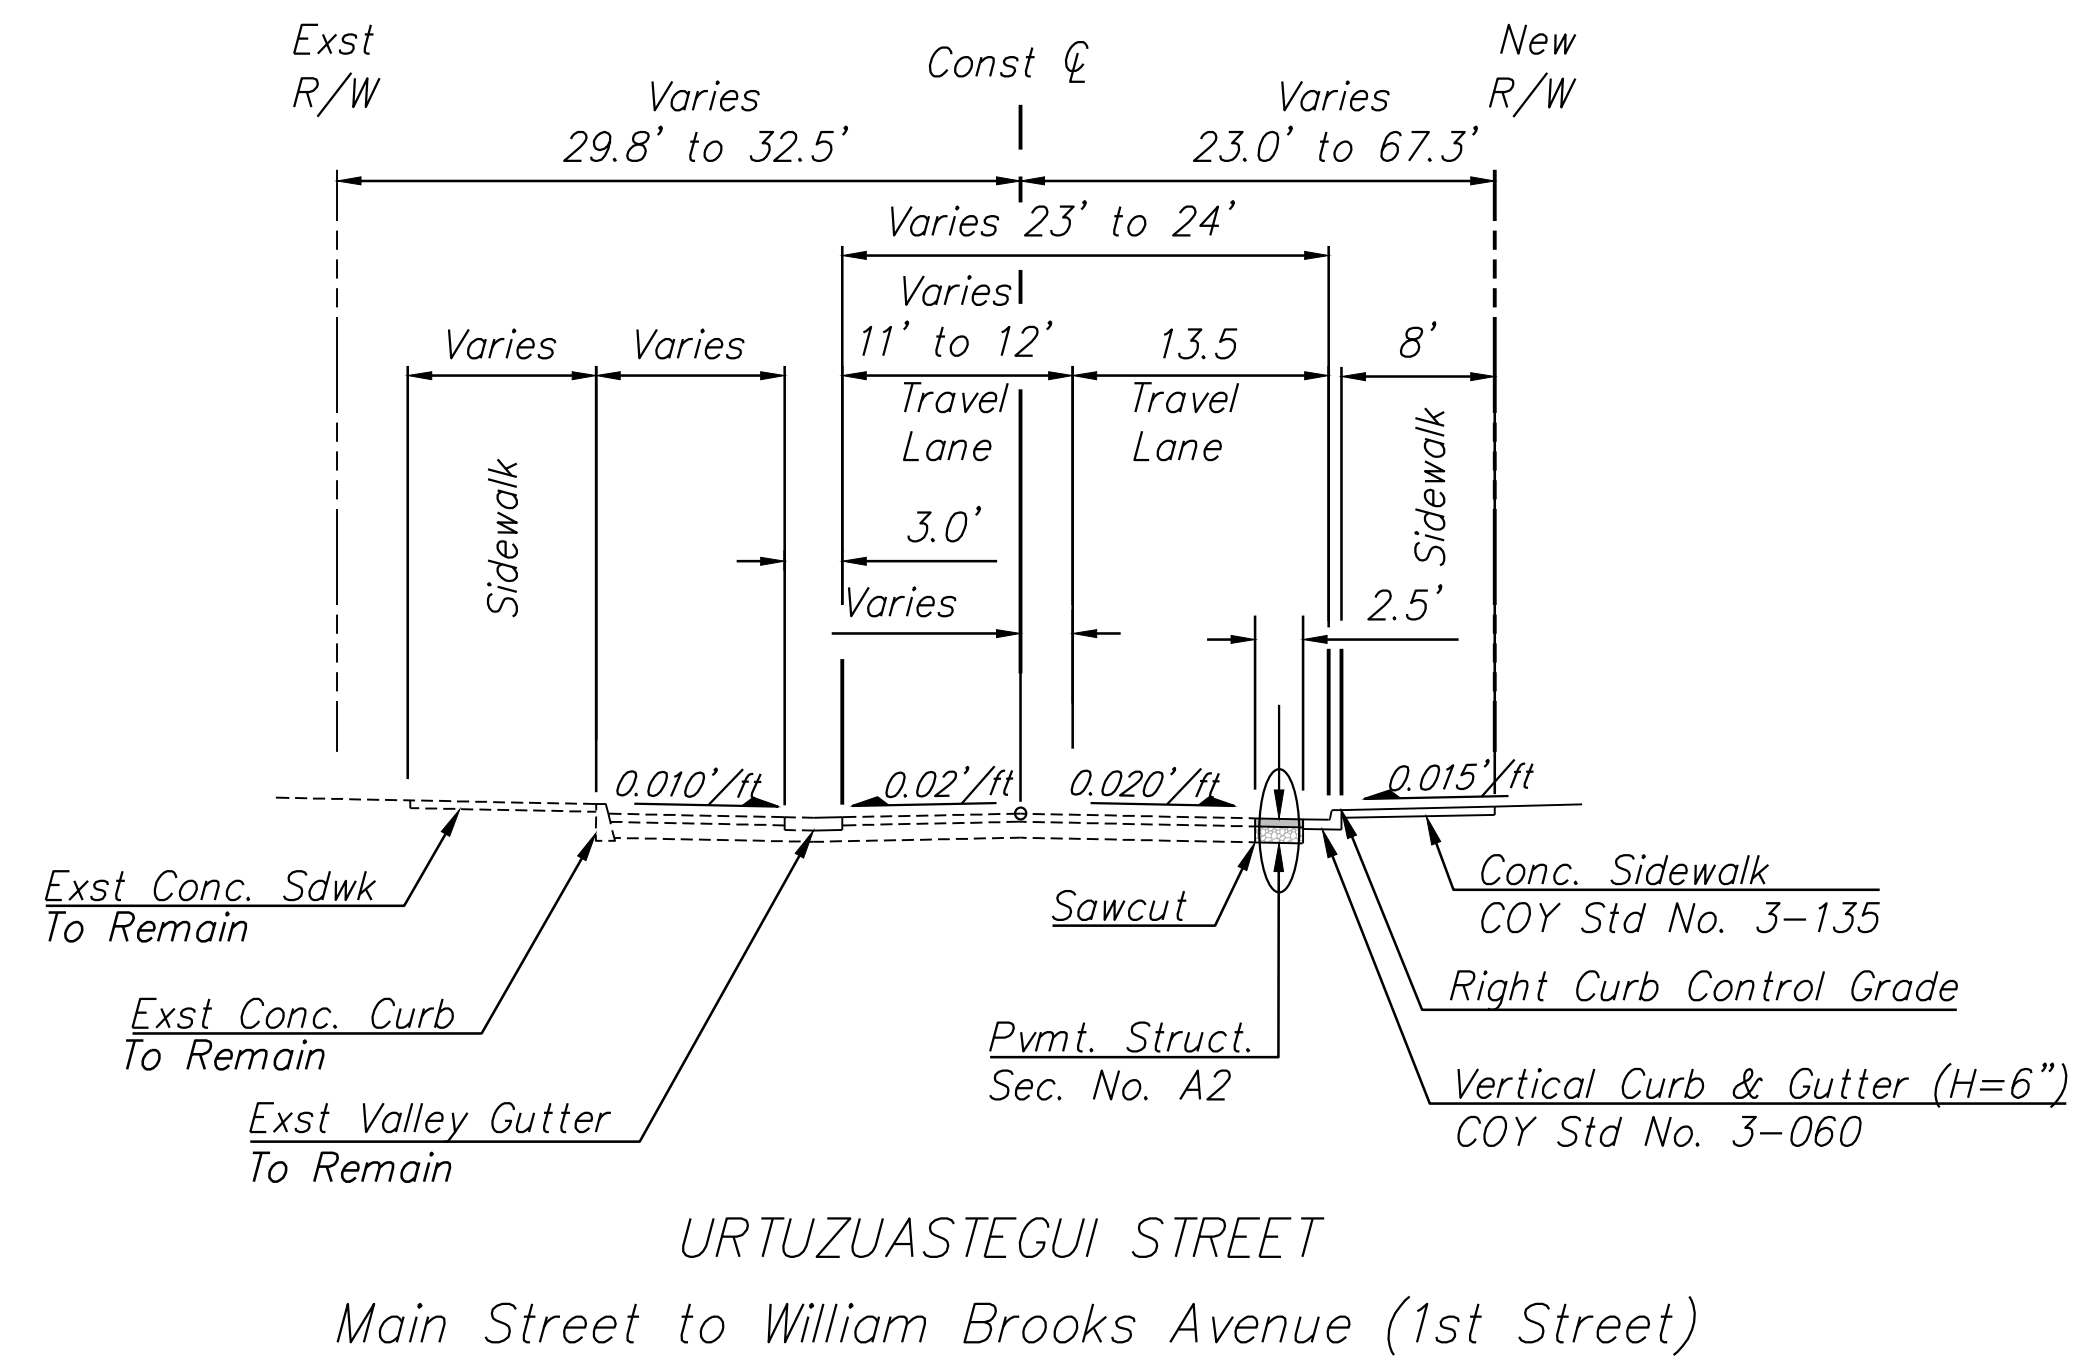 Exst
R/W
Const ℄
New
R/W
Varies
29.8' to 32.5'
Varies
23.0' to 67.3'
Varies 23' to 24'
Varies
11' to 12'
Travel
Lane
Varies
Varies
13.5
Travel
Lane
8'
Sidewalk
Sidewalk
3.0'
Varies
2.5'
0.010'/ft
0.02'/ft
0.020'/ft
0.015'/ft
Exst Conc. Sdwk
To Remain
Exst Conc. Curb
To Remain
Exst Valley Gutter
To Remain
Sawcut
Pvmt. Struct.
Sec. No. A2
Conc. Sidewalk
COY Std No. 3-135
Right Curb Control Grade
Vertical Curb & Gutter (H=6")
COY Std No. 3-060
URTUZUASTEGUI STREET
Main Street to William Brooks Avenue (1st Street)